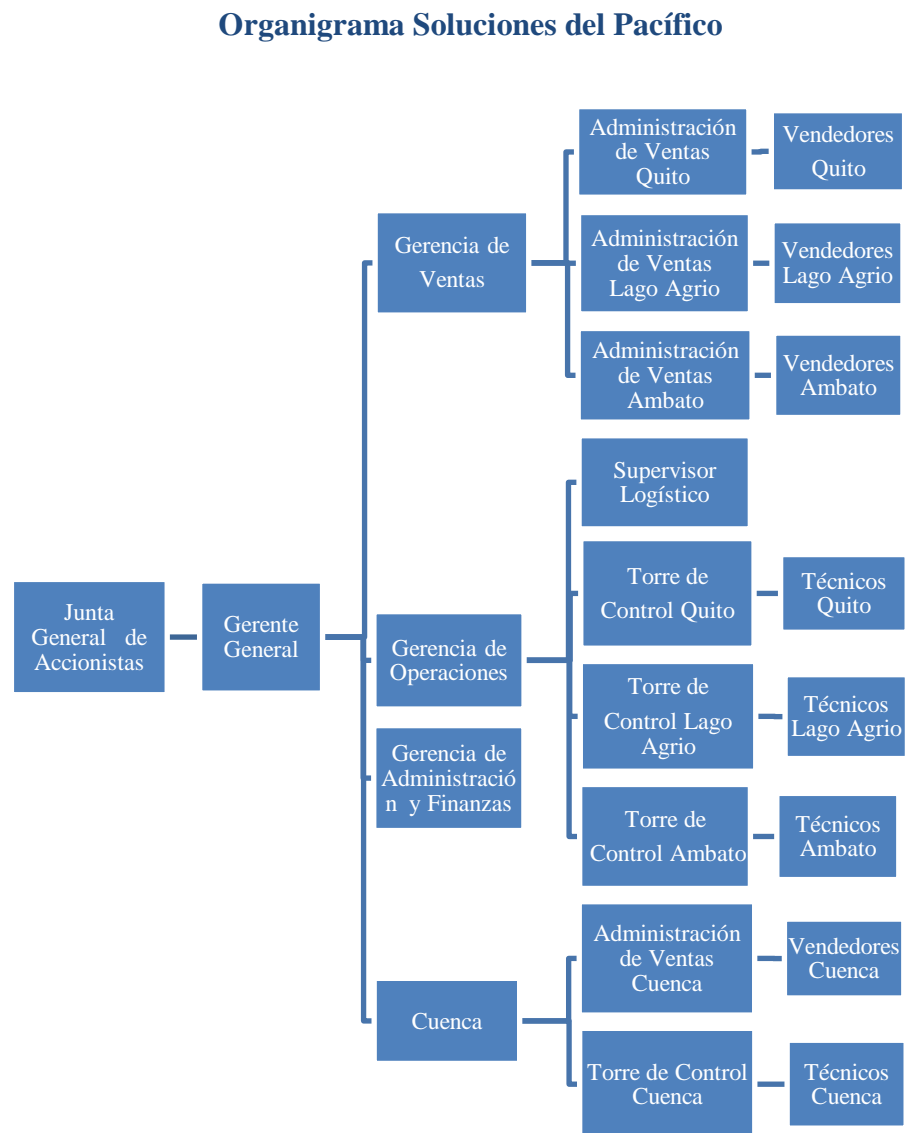 Organigrama Soluciones del Pacífico
Junta
General de
Accionistas
Gerente
General
Gerencia de
Ventas
Administración
de Ventas
Quito
Vendedores
Quito
Administración
de Ventas
Lago Agrio
Vendedores
Lago Agrio
Administración
de Ventas
Ambato
Vendedores
Ambato
Gerencia de
Operaciones
Supervisor
Logístico
Torre de
Control Quito
Técnicos
Quito
Torre de
Control Lago
Agrio
Técnicos
Lago Agrio
Torre de
Control Ambato
Técnicos
Ambato
Gerencia de
Administració
n y Finanzas
Cuenca
Administración
de Ventas
Cuenca
Vendedores
Cuenca
Torre de Control
Cuenca
Técnicos
Cuenca